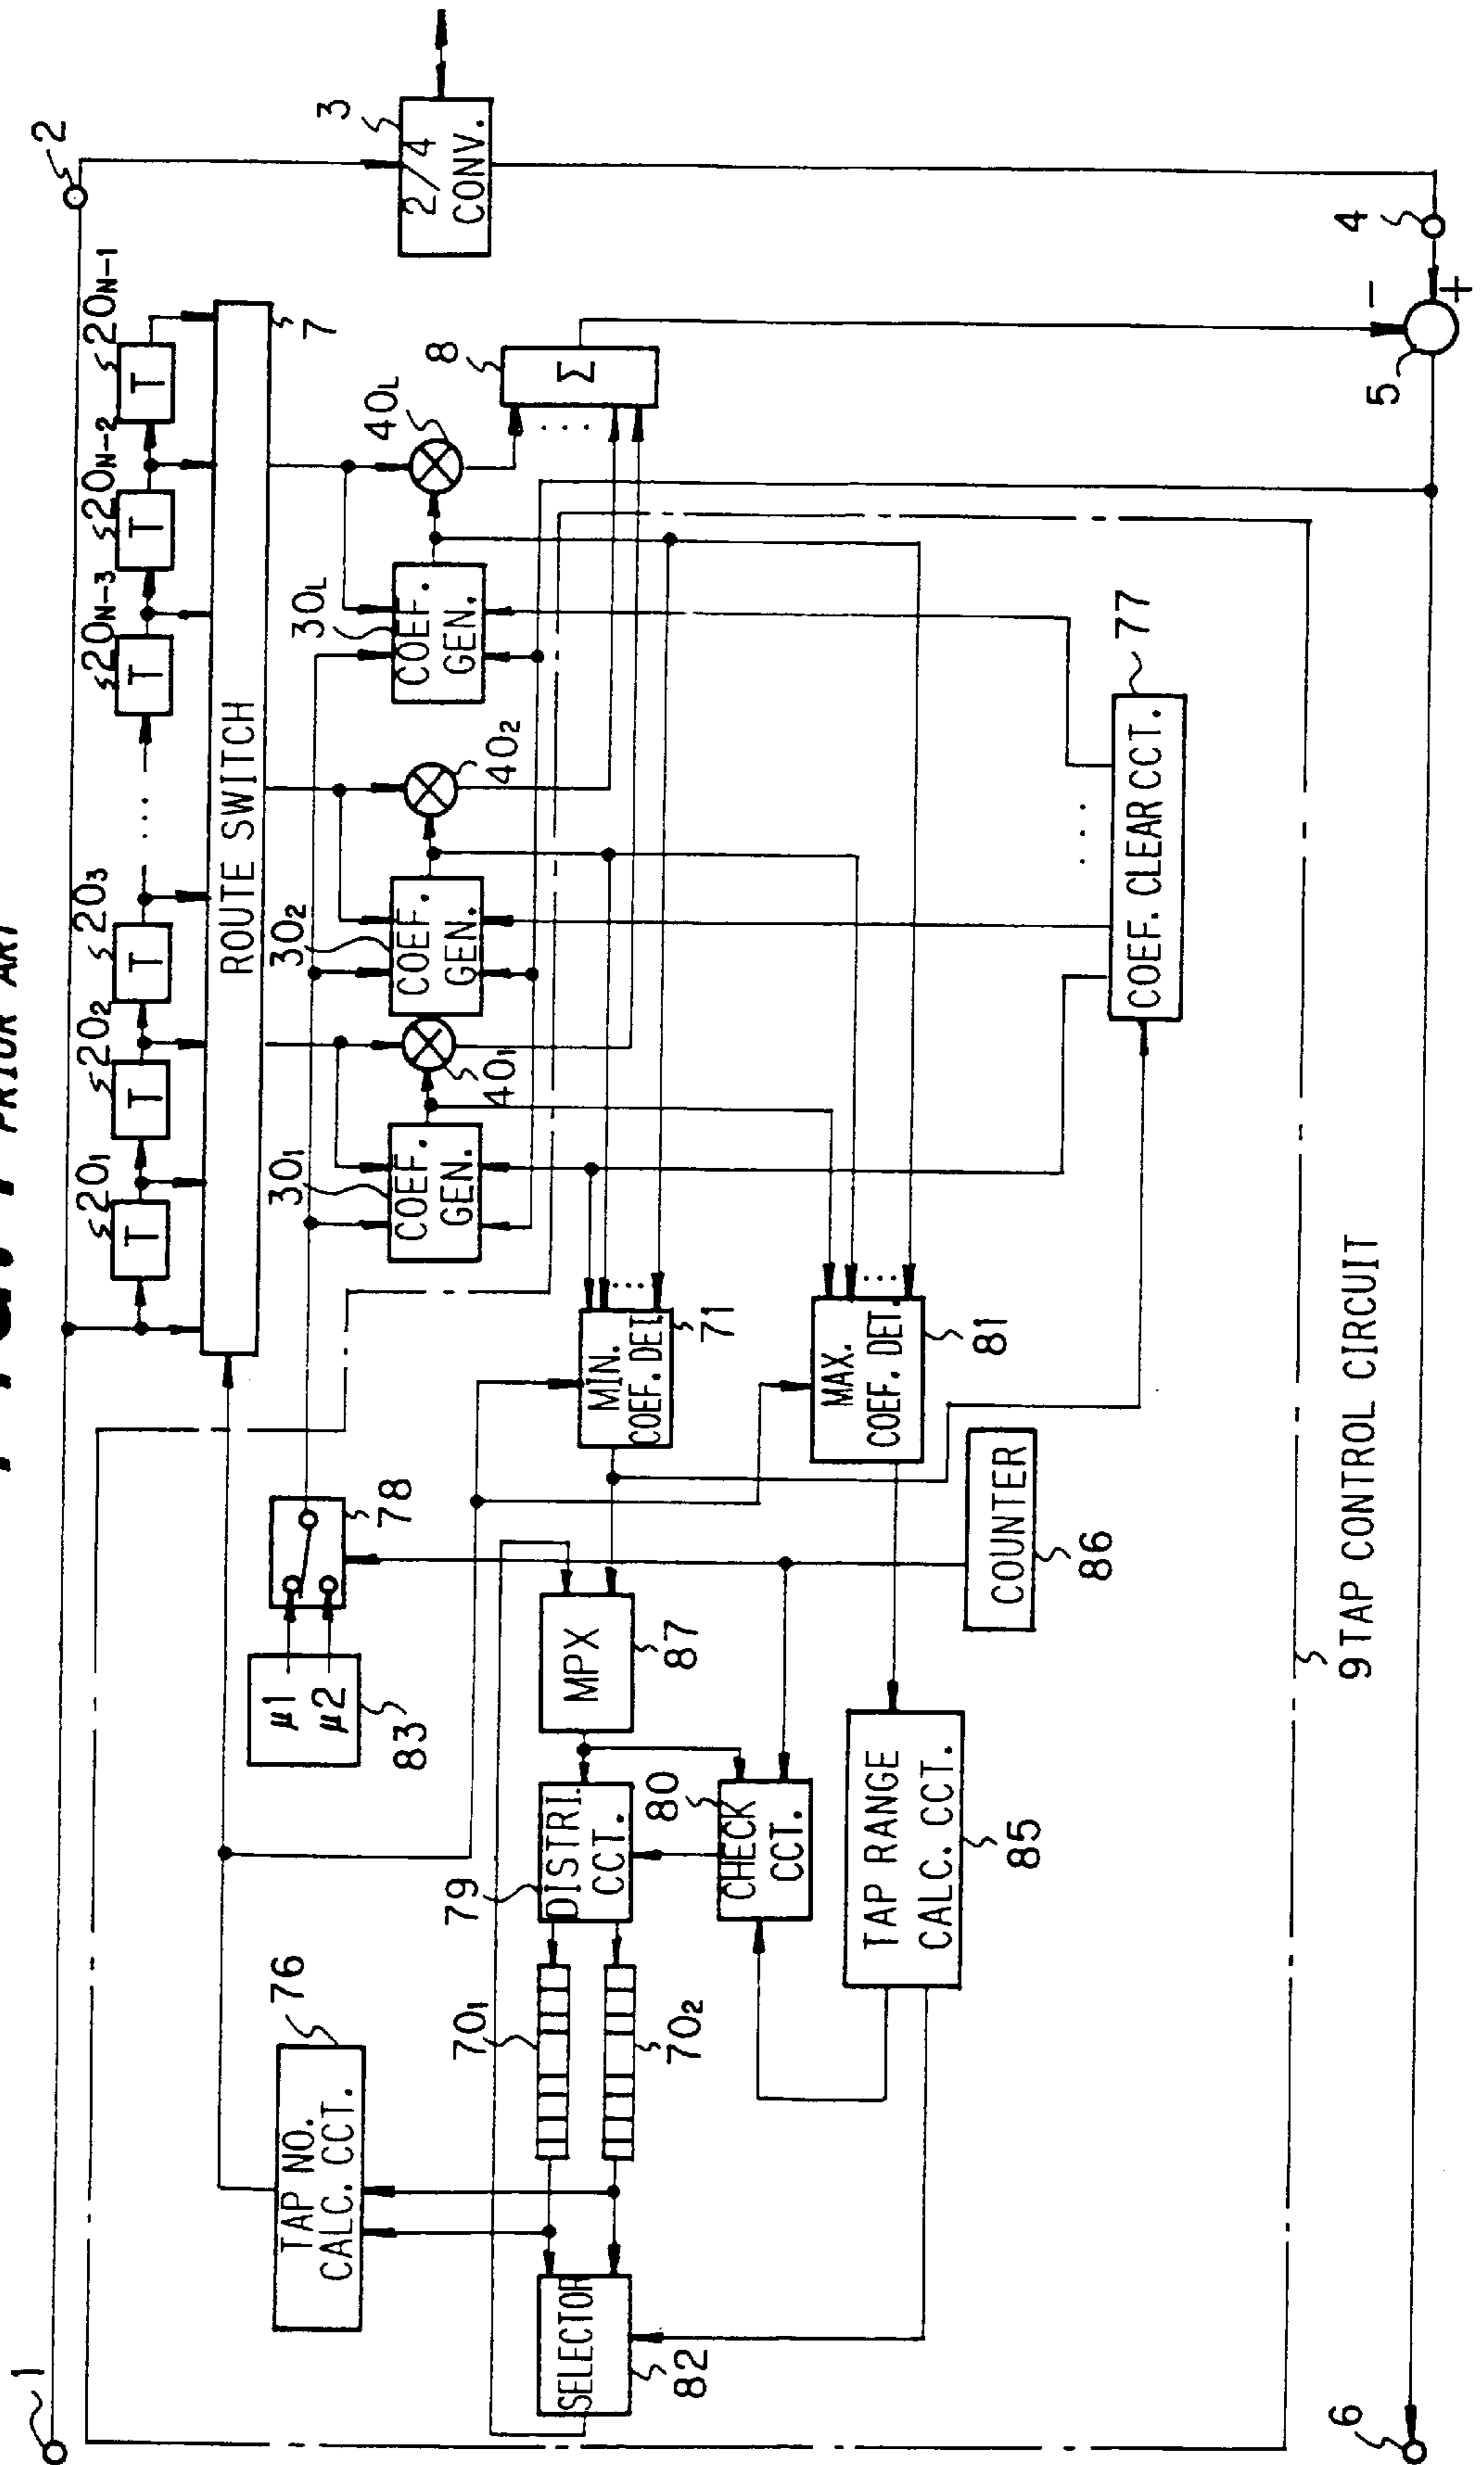 PRIOR ART
1
2
20₁
20₂
20₃
20N-3
20N-2
20N-1
T
T
T
...
T
T
T
ROUTE SWITCH
7
3
2/4
CONV.
76
TAP NO.
CALC. CCT.
83
μ1
μ2
78
30₁
COEF.
GEN.
40₁
30₂
COEF.
GEN.
40₂
30L
COEF.
GEN.
40L
8
Σ
...
SELECTOR
82
70₁
70₂
79
DISTRI.
CCT.
MPX
87
MIN.
COEF. DET.
71
...
80
CHECK
CCT.
MAX.
COEF. DET.
81
...
TAP RANGE
CALC. CCT.
85
COUNTER
86
COEF. CLEAR CCT.
77
...
9 TAP CONTROL CIRCUIT
4
-
+
5
6